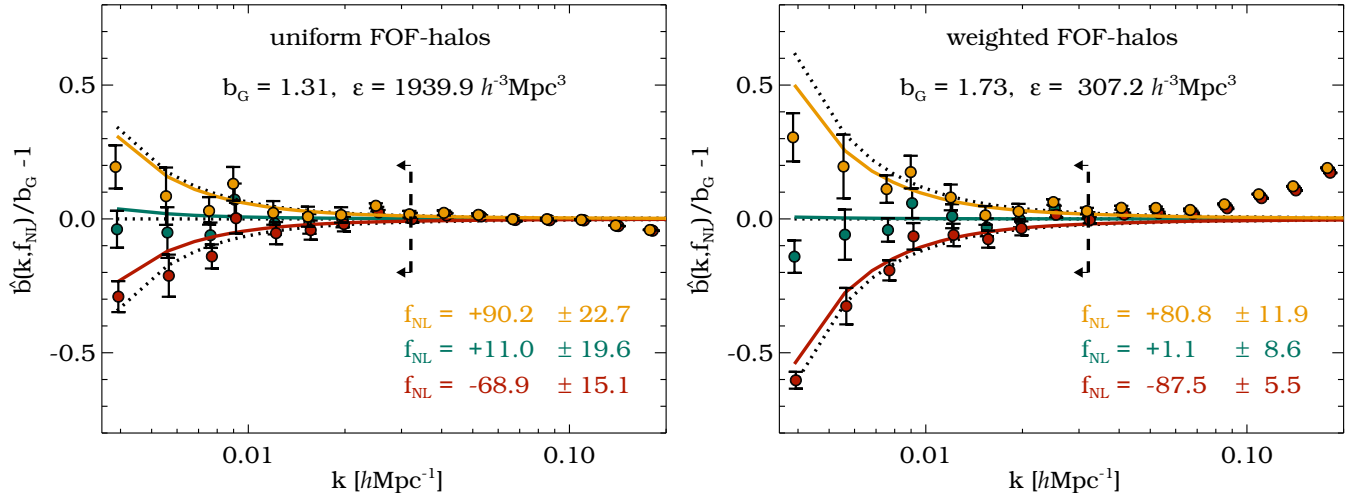 uniform FOF-halos
b_G = 1.31, ε = 1939.9 h⁻³Mpc³
0.5
0.0
-0.5
b̂(k,f_NL)/b_G -1
f_NL = +90.2 ± 22.7
f_NL = +11.0 ± 19.6
f_NL = -68.9 ± 15.1
0.01 0.10
k [hMpc⁻¹]
weighted FOF-halos
b_G = 1.73, ε = 307.2 h⁻³Mpc³
0.5
0.0
-0.5
b̂(k,f_NL)/b_G -1
f_NL = +80.8 ± 11.9
f_NL = +1.1 ± 8.6
f_NL = -87.5 ± 5.5
0.01 0.10
k [hMpc⁻¹]